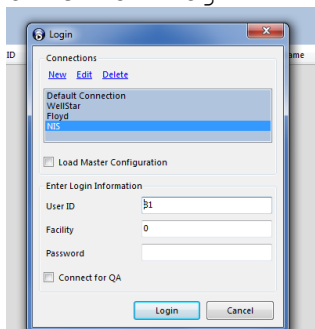 Login
ID
ame
Connections
New Edit Delete
Default Connection
WellStar
Floyd
NIS
Load Master Configuration
Enter Login Information
User ID
31
Facility 0
Password
Connect for QA
Login Cancel